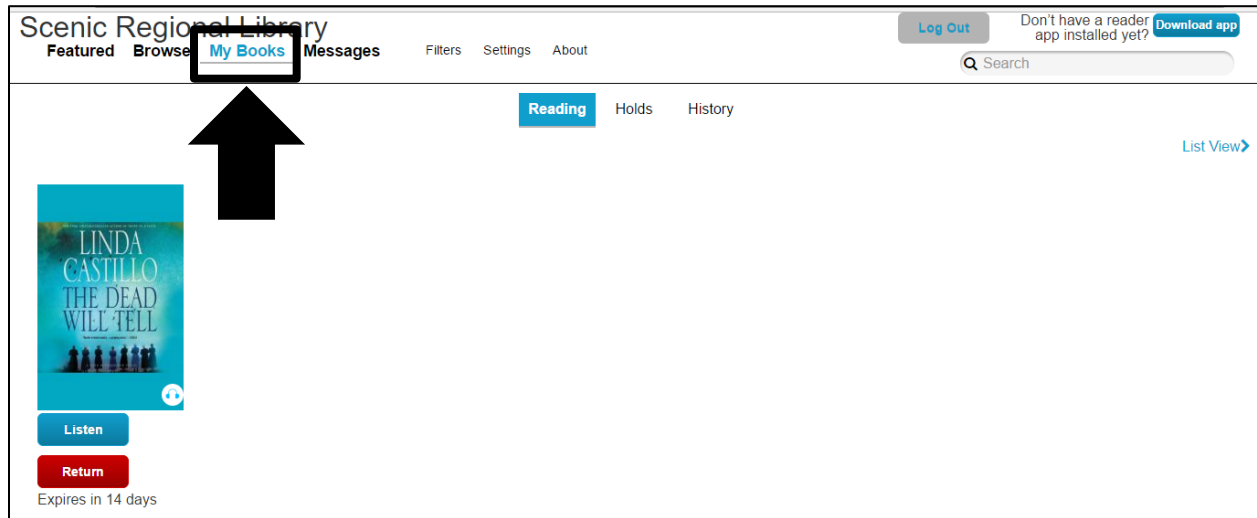 Scenic Regional Library
Log Out
Don't have a reader
app installed yet?
Download app
Featured Browse My Books Messages Filters Settings About
Search
Reading Holds History
List View
LINDA
CASTILLO
THE DEAD
WILL TELL
Listen
Return
Expires in 14 days